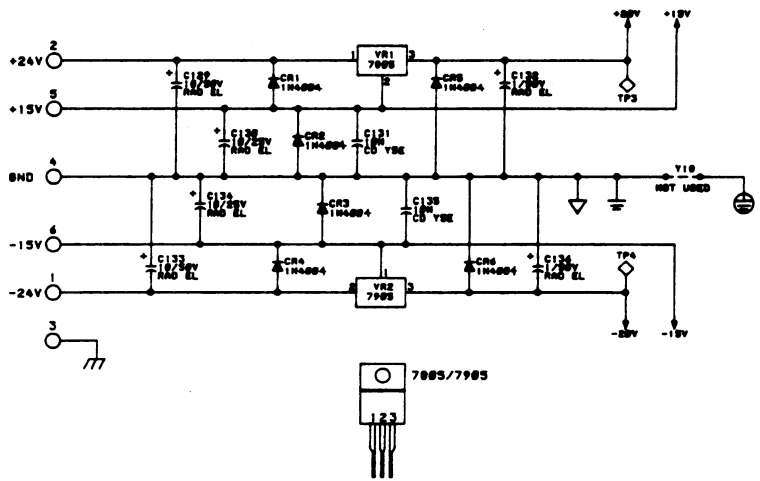 +20V
+15V
2
+24V
1
VR1
7805
3
C129
10/50V
RAD EL
CR1
1N4004
CR5
1N4004
C132
1/50V
RAD EL
2
TP3
5
+15V
C130
10/25V
RAD EL
CR2
1N4004
C131
10N
CD Y5E
4
GND
Y10
NOT USED
C134
10/25V
RAD EL
CR3
1N4004
C135
10N
CD Y5E
6
-15V
C133
10/50V
RAD EL
CR4
1N4004
1
CR6
1N4004
C136
1/50V
RAD EL
TP4
1
-24V
2
VR2
7905
3
3
-20V
-15V
7805/7905
1 2 3